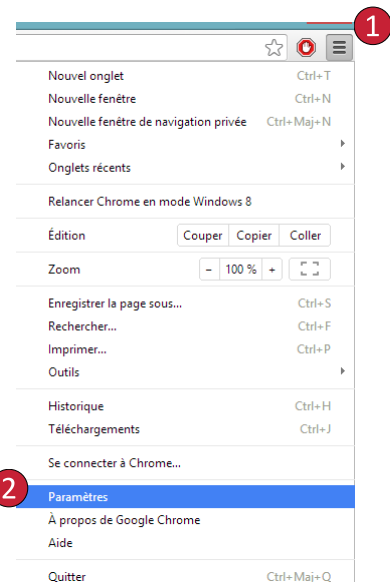 1
Nouvel onglet Ctrl+T
Nouvelle fenêtre Ctrl+N
Nouvelle fenêtre de navigation privée Ctrl+Maj+N
Favoris
Onglets récents
Relancer Chrome en mode Windows 8
Édition Couper Copier Coller
Zoom - 100 % +
Enregistrer la page sous... Ctrl+S
Rechercher... Ctrl+F
Imprimer... Ctrl+P
Outils
Historique Ctrl+H
Téléchargements Ctrl+J
Se connecter à Chrome...
2 Paramètres
À propos de Google Chrome
Aide
Quitter Ctrl+Maj+Q